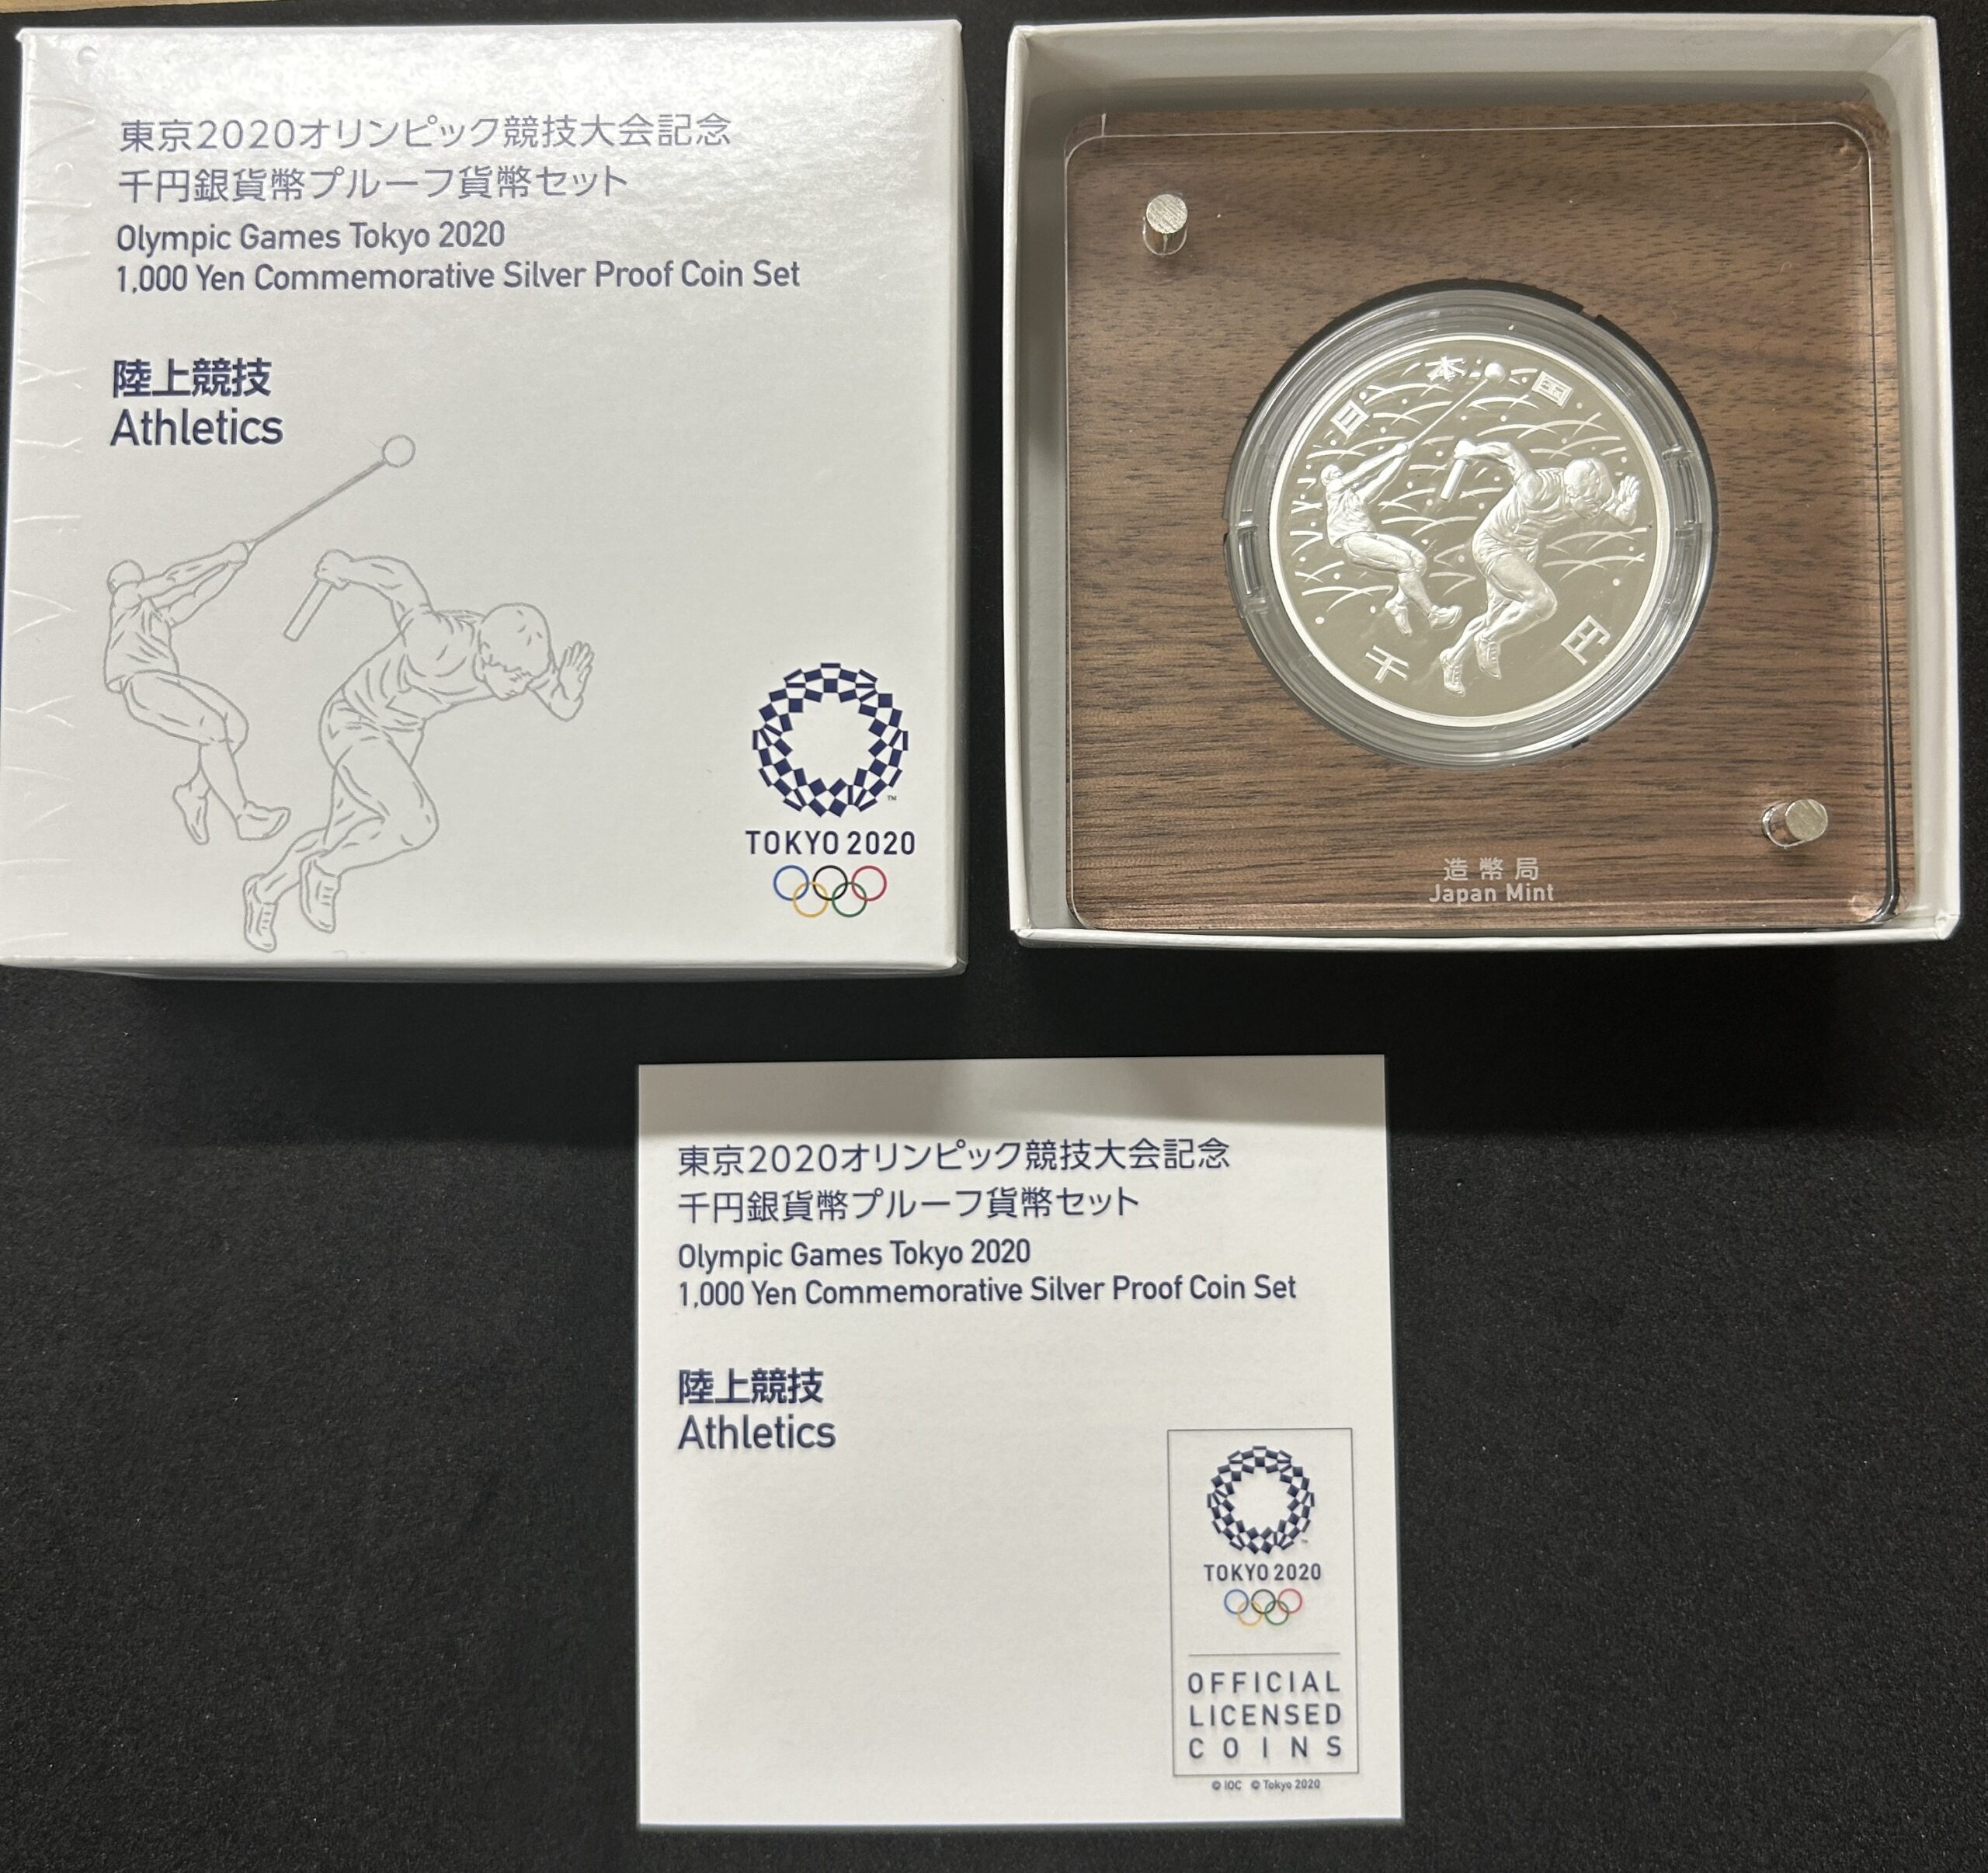 東京2020オリンピック競技大会記念
千円銀貨幣プルーフ貨幣セット
Olympic Games Tokyo 2020
1,000 Yen Commemorative Silver Proof Coin Set
陸上競技
Athletics
TM
TOKYO 2020
日本国
千円
造幣局
Japan Mint
東京2020オリンピック競技大会記念
千円銀貨幣プルーフ貨幣セット
Olympic Games Tokyo 2020
1,000 Yen Commemorative Silver Proof Coin Set
陸上競技
Athletics
TM
TOKYO 2020
OFFICIAL
LICENSED
COINS
© IOC © Tokyo 2020